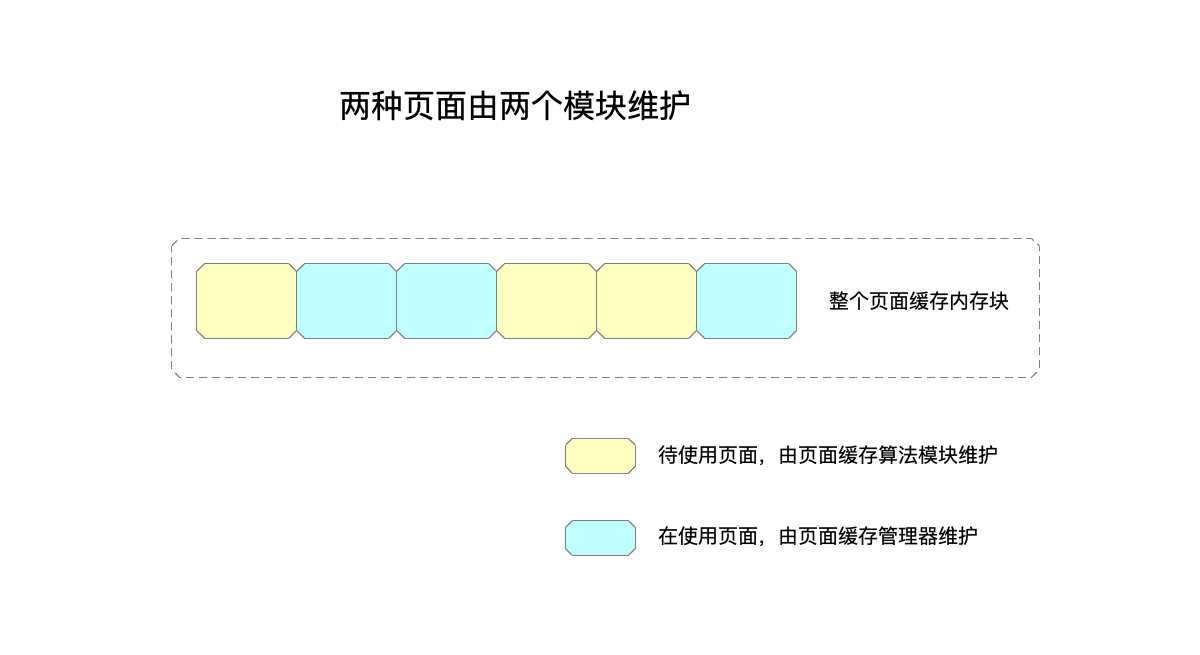 两种页面由两个模块维护
整个页面缓存内存块
待使用页面，由页面缓存算法模块维护
在使用页面，由页面缓存管理器维护